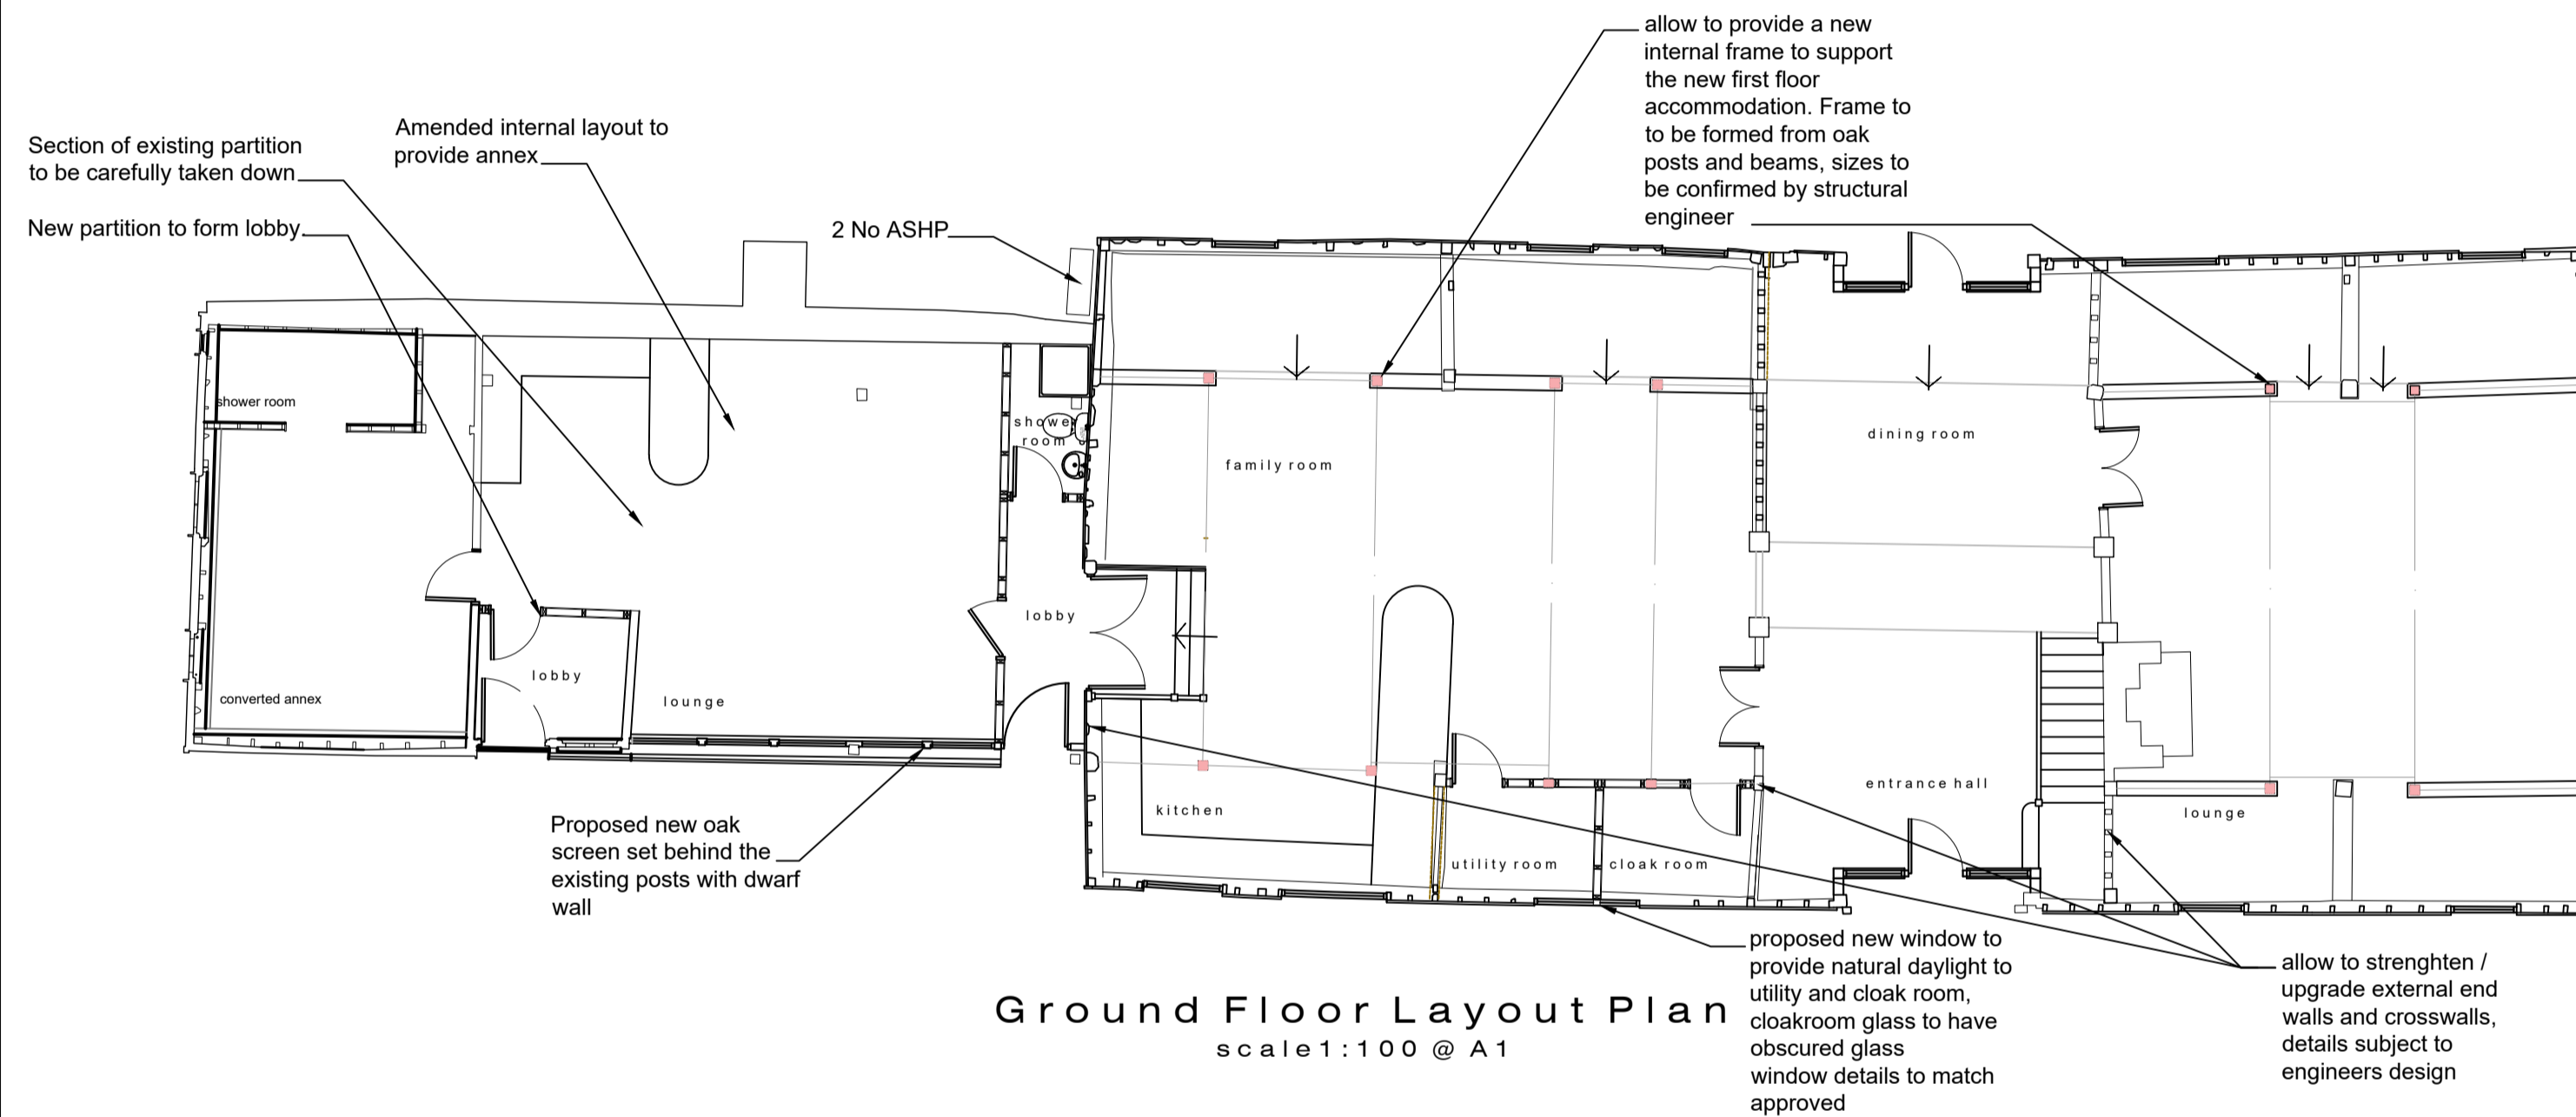 allow to provide a new
internal frame to support
the new first floor
accommodation. Frame to
to be formed from oak
posts and beams, sizes to
be confirmed by structural
engineer
Amended internal layout to
provide annex
Section of existing partition
to be carefully taken down
New partition to form lobby
2 No ASHP
shower room
shower
room
family room
dining room
lobby
lobby
converted annex
lounge
kitchen
utility room
cloak room
entrance hall
lounge
Proposed new oak
screen set behind the
existing posts with dwarf
wall
proposed new window to
provide natural daylight to
utility and cloak room,
cloakroom glass to have
obscured glass
window details to match
approved
allow to strenghten /
upgrade external end
walls and crosswalls,
details subject to
engineers design
Ground Floor Layout Plan
scale1:100 @ A1